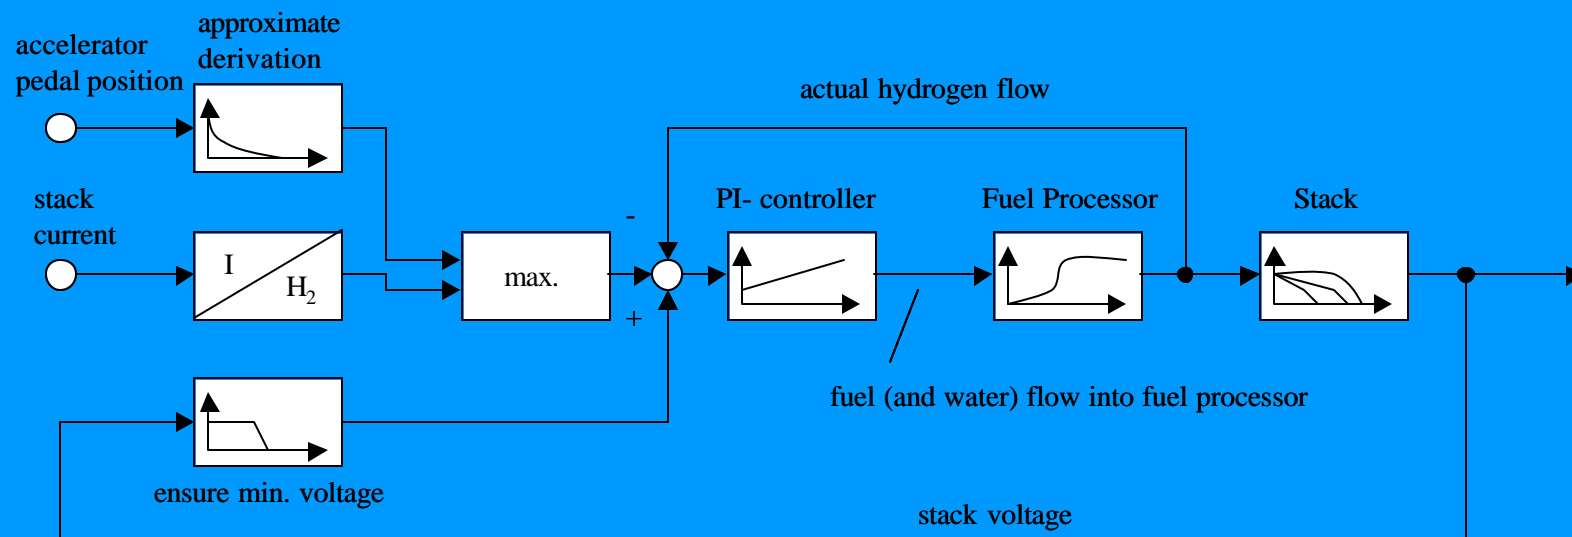 approximate
derivation
accelerator
pedal position
actual hydrogen flow
stack
current
-
PI- controller
Fuel Processor
Stack
I
H₂
max.
+
fuel (and water) flow into fuel processor
ensure min. voltage
stack voltage